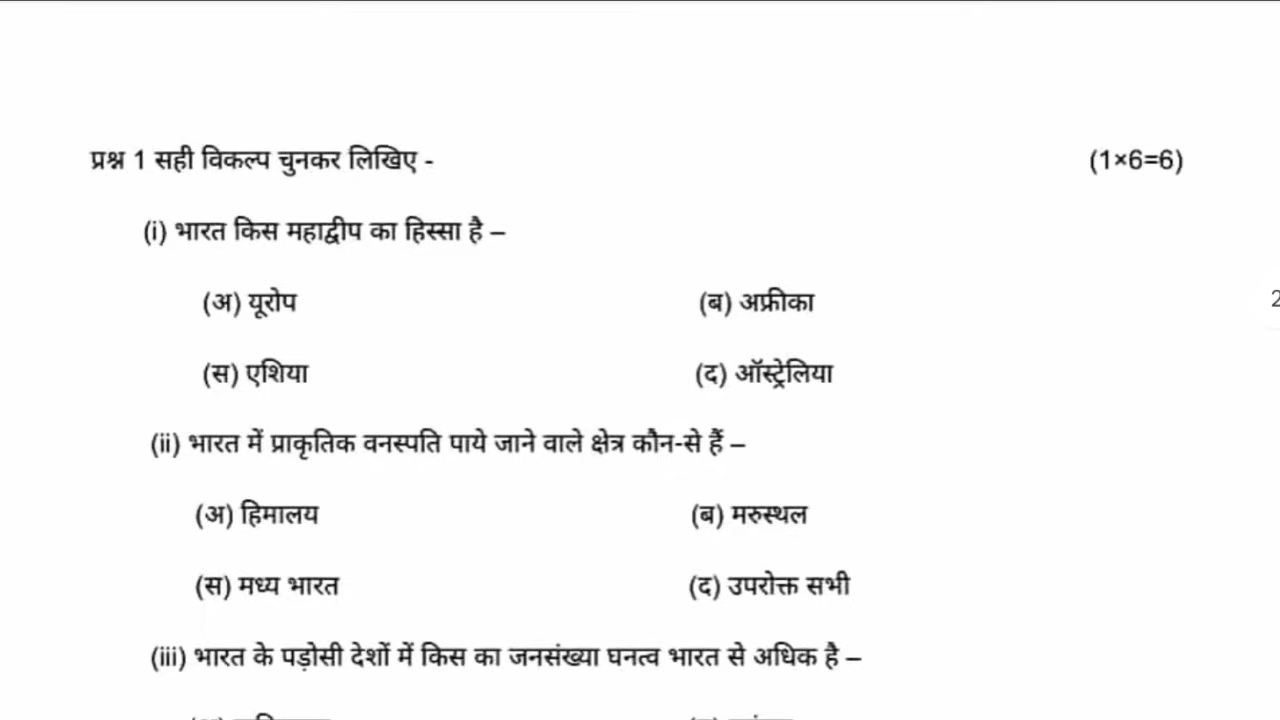 प्रश्न 1 सही विकल्प चुनकर लिखिए - (1×6=6)
(i) भारत किस महाद्वीप का हिस्सा है –
(अ) यूरोप (ब) अफ्रीका
2
(स) एशिया (द) ऑस्ट्रेलिया
(ii) भारत में प्राकृतिक वनस्पति पाये जाने वाले क्षेत्र कौन-से हैं –
(अ) हिमालय (ब) मरुस्थल
(स) मध्य भारत (द) उपरोक्त सभी
(iii) भारत के पड़ोसी देशों में किस का जनसंख्या घनत्व भारत से अधिक है –